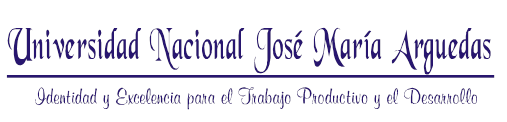 Universidad Nacional José María Arguedas
Identidad y Excelencia para el Trabajo Productivo y el Desarrollo